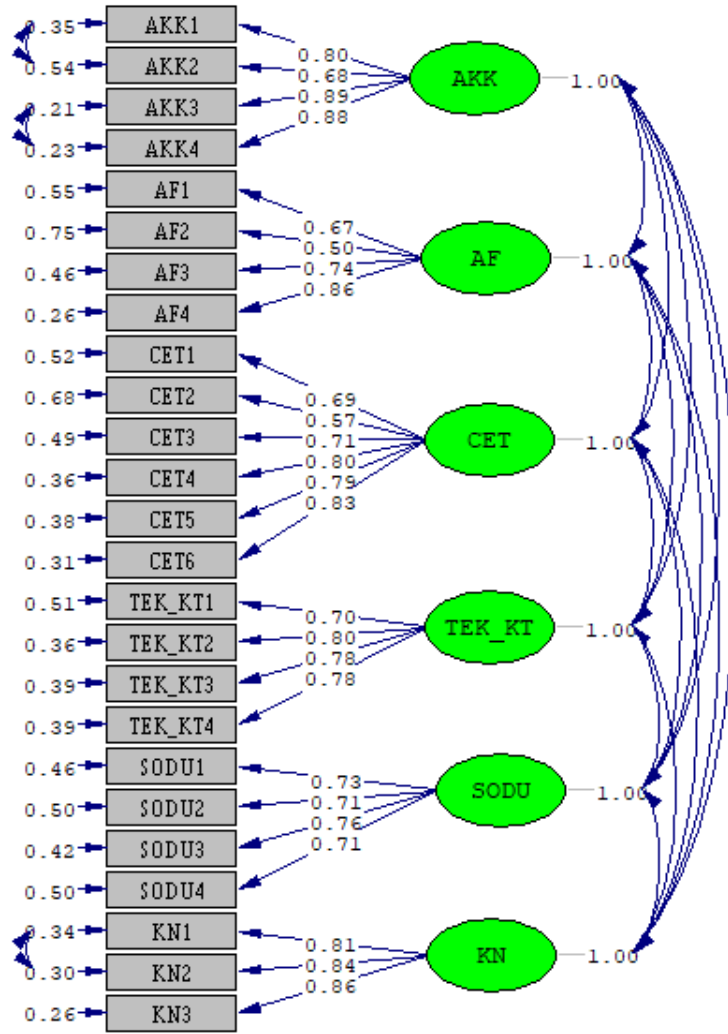 0.35 AKK1
0.80
0.54 AKK2
0.68
AKK 1.00
0.21 AKK3
0.89
0.23 AKK4
0.88
0.55 AF1
0.67
0.75 AF2
0.50
AF 1.00
0.46 AF3
0.74
0.26 AF4
0.86
0.52 CET1
0.69
0.68 CET2
0.57
0.49 CET3
0.71
CET 1.00
0.36 CET4
0.80
0.38 CET5
0.79
0.31 CET6
0.83
0.51 TEK_KT1
0.70
0.36 TEK_KT2
0.80
TEK_KT 1.00
0.39 TEK_KT3
0.78
0.39 TEK_KT4
0.78
0.46 SODU1
0.73
0.50 SODU2
0.71
SODU 1.00
0.42 SODU3
0.76
0.50 SODU4
0.71
0.34 KN1
0.81
0.30 KN2
0.84
KN 1.00
0.26 KN3
0.86